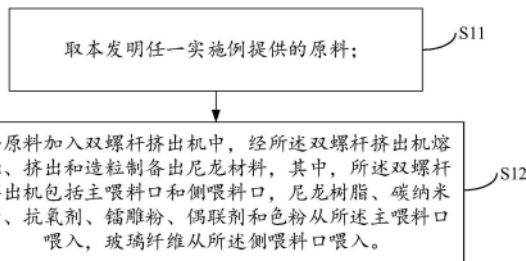 取本发明任一实施例提供的原料；
S11
原料加入双螺杆挤出机中，经所述双螺杆挤出机熔
、挤出和造粒制备出尼龙材料，其中，所述双螺杆
出机包括主喂料口和侧喂料口，尼龙树脂、碳纳米
、抗氧剂、镭雕粉、偶联剂和色粉从所述主喂料口
喂入，玻璃纤维从所述侧喂料口喂入。
S12